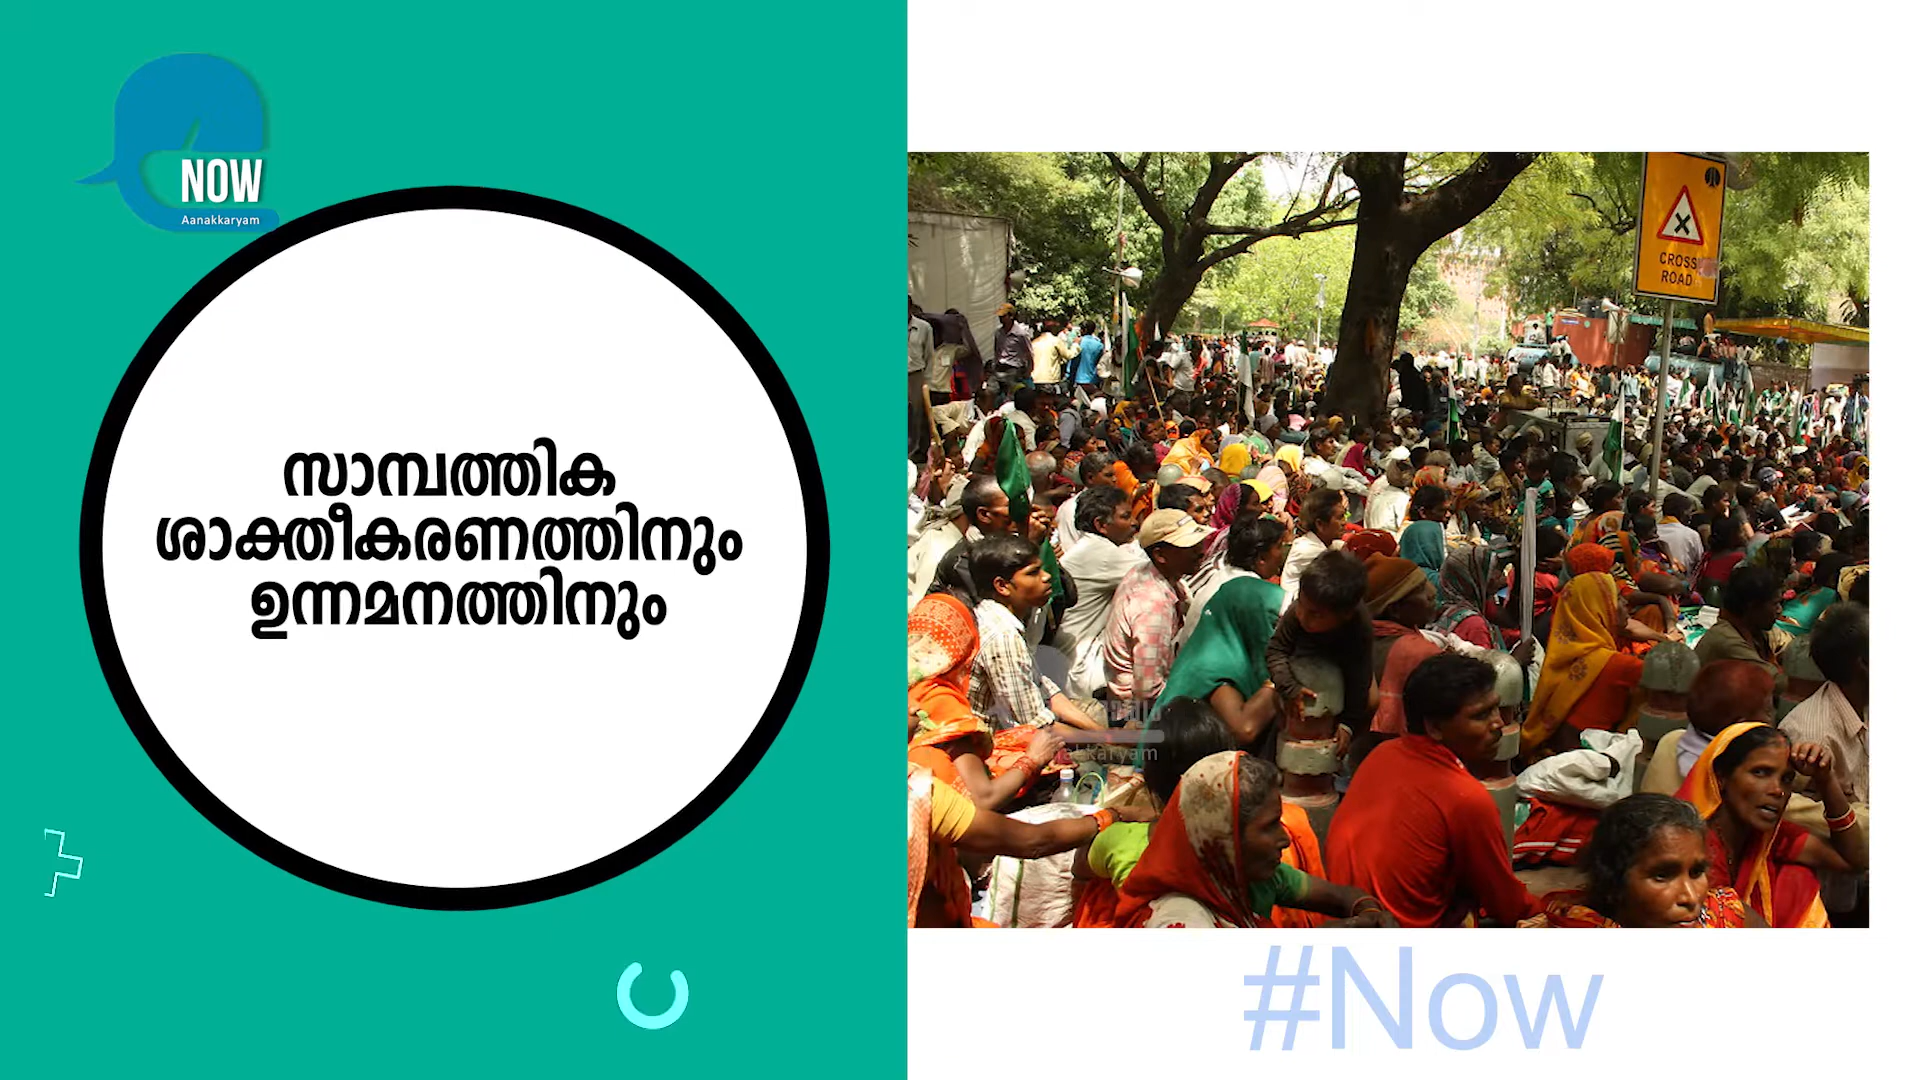 NOW
Aanakkaryam
സാമ്പത്തിക
ശാക്തീകരണത്തിനും
ഉന്നമനത്തിനും
CROSS
ROAD
#Now